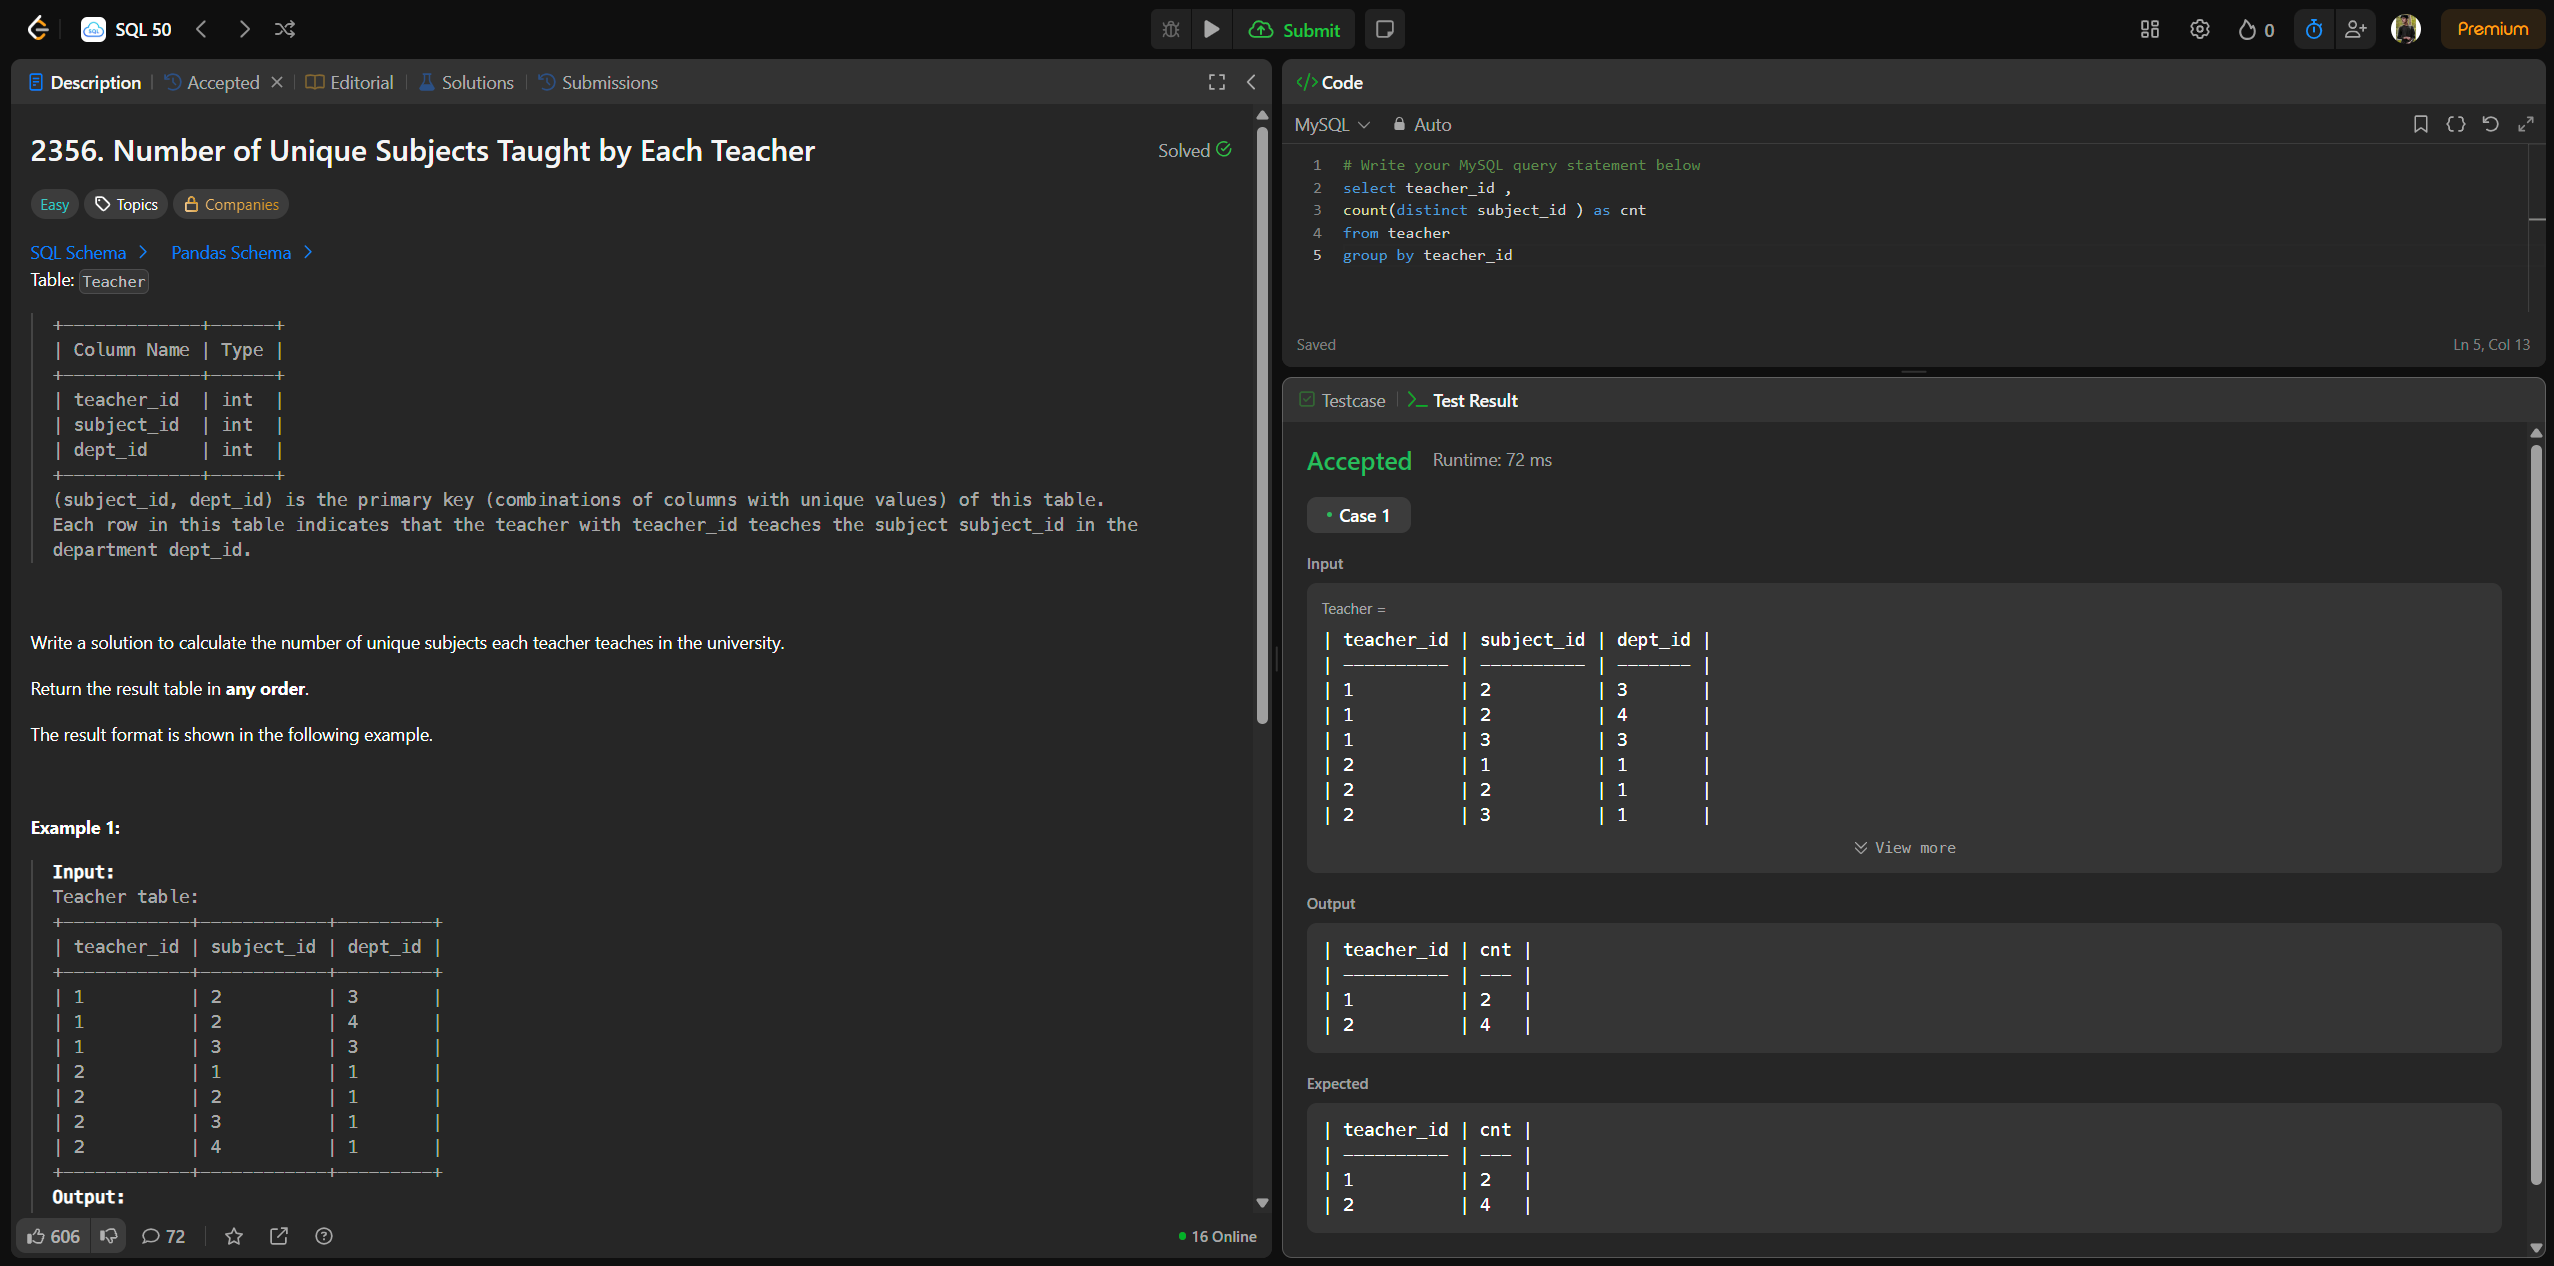 SQL 50
Submit
0
Premium
Description
Accepted
Editorial
Solutions
Submissions
2356. Number of Unique Subjects Taught by Each Teacher
Solved
Easy
Topics
Companies
SQL Schema
Pandas Schema
Table: Teacher
+-------------+------+
| Column Name | Type |
+-------------+------+
| teacher_id  | int  |
| subject_id  | int  |
| dept_id     | int  |
+-------------+------+
(subject_id, dept_id) is the primary key (combinations of columns with unique values) of this table.
Each row in this table indicates that the teacher with teacher_id teaches the subject subject_id in the
department dept_id.
Write a solution to calculate the number of unique subjects each teacher teaches in the university.
Return the result table in any order.
The result format is shown in the following example.
Example 1:
Input:
Teacher table:
+------------+------------+---------+
| teacher_id | subject_id | dept_id |
+------------+------------+---------+
| 1          | 2          | 3       |
| 1          | 2          | 4       |
| 1          | 3          | 3       |
| 2          | 1          | 1       |
| 2          | 2          | 1       |
| 2          | 3          | 1       |
| 2          | 4          | 1       |
+------------+------------+---------+
Output:
606
72
16 Online
</> Code
MySQL
Auto
1 # Write your MySQL query statement below
2 select teacher_id ,
3 count(distinct subject_id ) as cnt
4 from teacher
5 group by teacher_id
Saved
Ln 5, Col 13
Testcase
Test Result
Accepted
Runtime: 72 ms
Case 1
Input
Teacher =
| teacher_id | subject_id | dept_id |
| ---------- | ---------- | ------- |
| 1          | 2          | 3       |
| 1          | 2          | 4       |
| 1          | 3          | 3       |
| 2          | 1          | 1       |
| 2          | 2          | 1       |
| 2          | 3          | 1       |
View more
Output
| teacher_id | cnt |
| ---------- | --- |
| 1          | 2   |
| 2          | 4   |
Expected
| teacher_id | cnt |
| ---------- | --- |
| 1          | 2   |
| 2          | 4   |